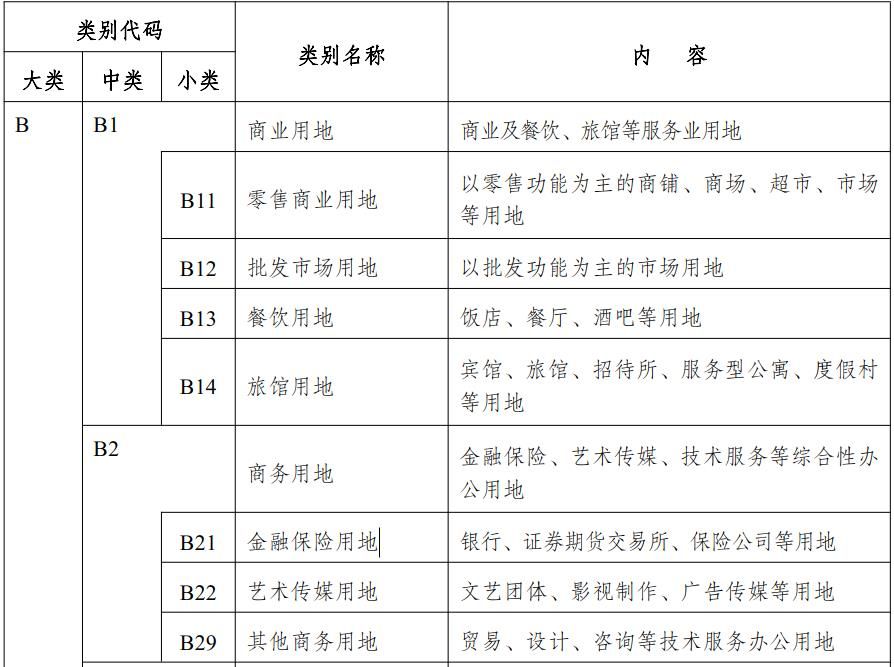 类别代码 类别名称 内 容
大类 中类 小类
B B1 商业用地 商业及餐饮、旅馆等服务业用地
B11 零售商业用地 以零售功能为主的商铺、商场、超市、市场
等用地
B12 批发市场用地 以批发功能为主的市场用地
B13 餐饮用地 饭店、餐厅、酒吧等用地
B14 旅馆用地 宾馆、旅馆、招待所、服务型公寓、度假村
等用地
B2 商务用地 金融保险、艺术传媒、技术服务等综合性办
公用地
B21 金融保险用地 银行、证券期货交易所、保险公司等用地
B22 艺术传媒用地 文艺团体、影视制作、广告传媒等用地
B29 其他商务用地 贸易、设计、咨询等技术服务办公用地